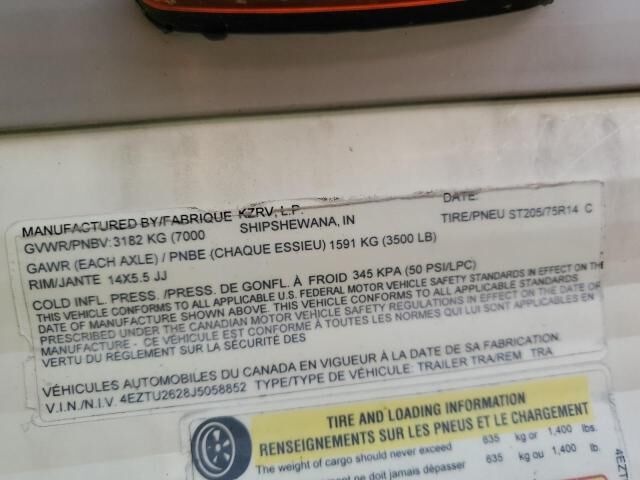 MANUFACTURED BY/FABRIQUE KZRV, L.P. DATE:
GVWR/PNBV: 3182 KG (7000 SHIPSHEWANA, IN TIRE/PNEU ST205/75R14 C
GAWR (EACH AXLE) / PNBE (CHAQUE ESSIEU) 1591 KG (3500 LB)
RIM/JANTE 14X5.5 JJ
COLD INFL. PRESS. /PRESS. DE GONFL. À FROID 345 KPA (50 PSI/LPC)
THIS VEHICLE CONFORMS TO ALL APPLICABLE U.S. FEDERAL MOTOR VEHICLE SAFETY STANDARDS IN EFFECT ON THE
DATE OF MANUFACTURE SHOWN ABOVE. THIS VEHICLE CONFORMS TO ALL APPLICABLE STANDARDS
PRESCRIBED UNDER THE CANADIAN MOTOR VEHICLE SAFETY REGULATIONS IN EFFECT ON THE DATE OF
MANUFACTURE - CE VÉHICULE EST CONFORME À TOUTES LES NORMES QUI LUI SONT APPLICABLES EN
VERTU DU RÉGLEMENT SUR LA SÉCURITÉ DES
VÉHICULES AUTOMOBILES DU CANADA EN VIGUEUR À LA DATE DE SA FABRICATION.
V.I.N./N.I.V. 4EZTU2628J5058852 TYPE/TYPE DE VÉHICULE: TRAILER TRA/REM TRA
TIRE AND LOADING INFORMATION
RENSEIGNEMENTS SUR LES PNEUS ET LE CHARGEMENT
The weight of cargo should never exceed 635 kg or 1,400 lbs.
ment ne doit jamais dépasser 635 kg ou 1,400 lb.
4EZT